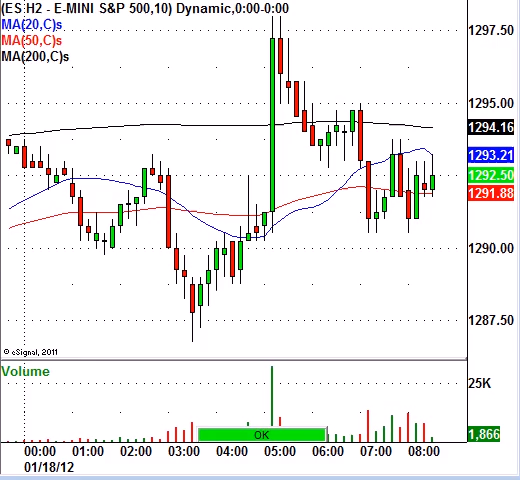 (ES H2 - E-MINI S&P 500,10) Dynamic,0:00-0:00
MA(20,C)s
MA(50,C)s
MA(200,C)s
1297.50
1295.00
1294.16
1293.21
1292.50
1291.88
1290.00
1287.50
© eSignal, 2011
Volume
25K
OK
1,866
00:00 01:00 02:00 03:00 04:00 05:00 06:00 07:00 08:00
01/18/12